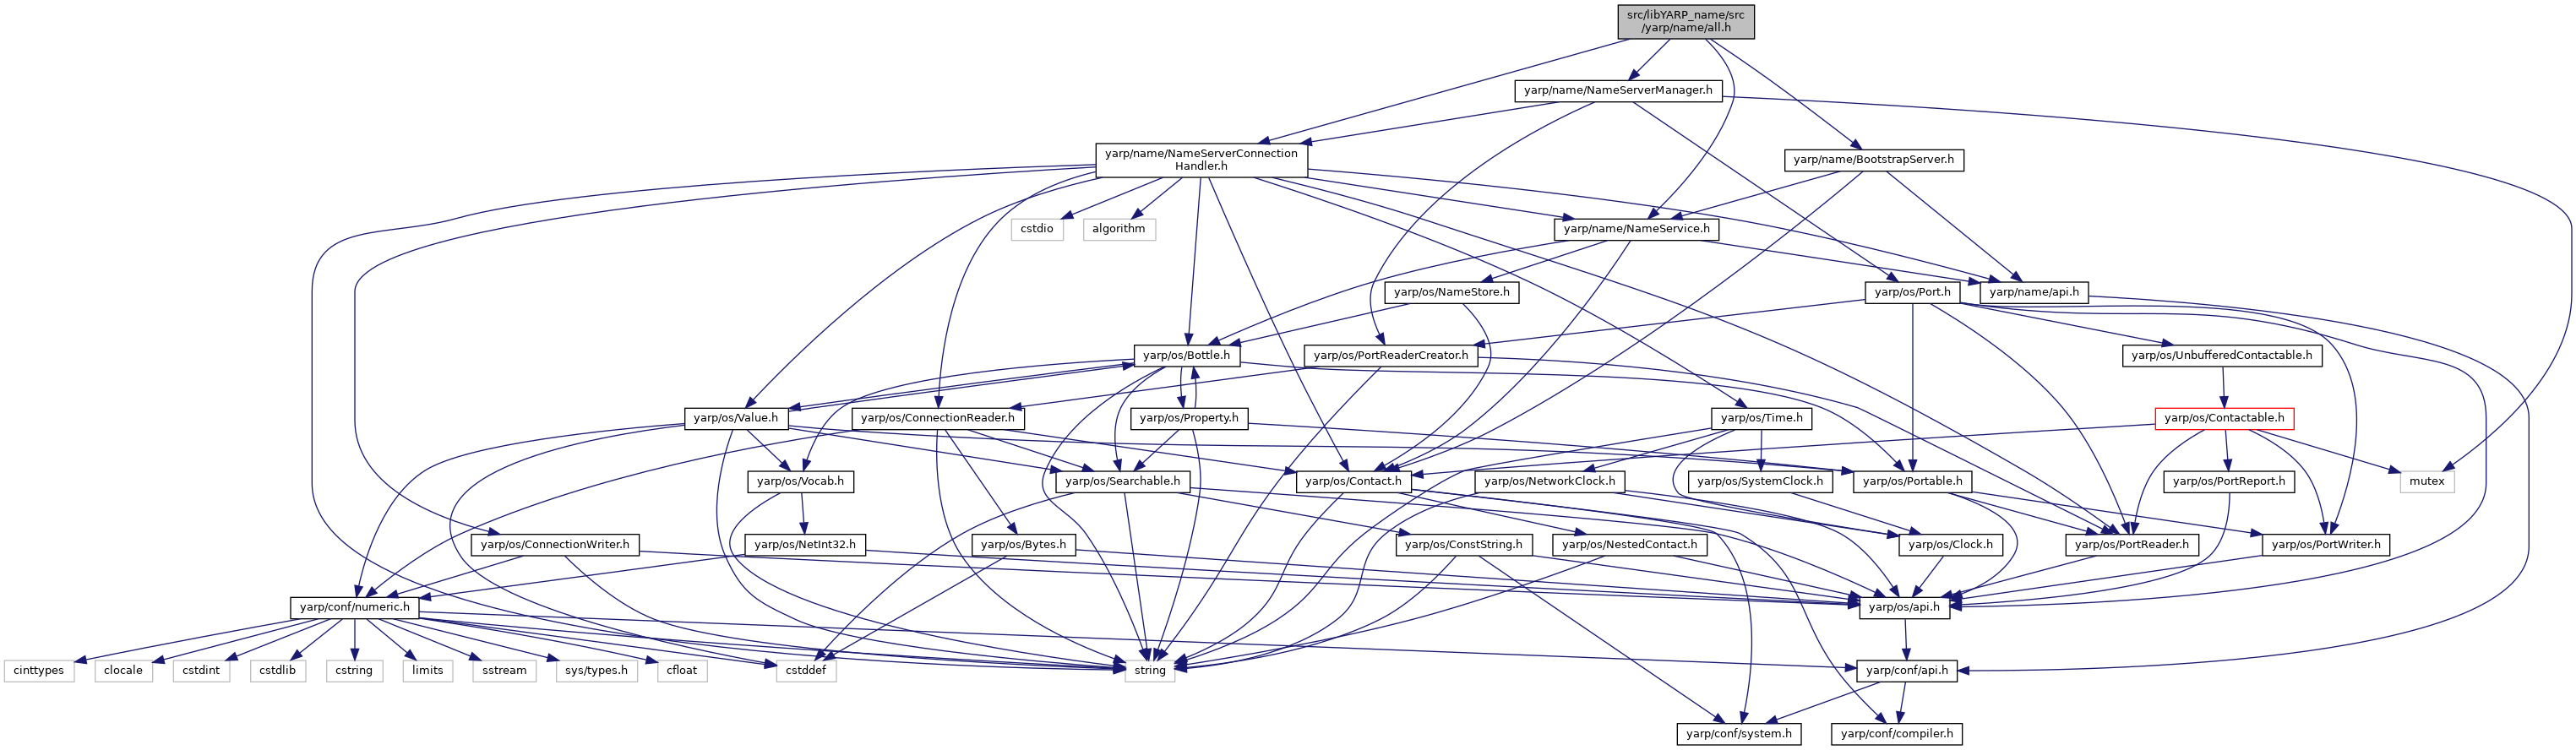 src/libYARP_name/src
/yarp/name/all.h
yarp/name/NameServerManager.h
yarp/name/NameServerConnection
Handler.h
yarp/name/BootstrapServer.h
cstdio
algorithm
yarp/name/NameService.h
yarp/os/NameStore.h
yarp/os/Port.h
yarp/name/api.h
yarp/os/Bottle.h
yarp/os/PortReaderCreator.h
yarp/os/UnbufferedContactable.h
yarp/os/Value.h
yarp/os/ConnectionReader.h
yarp/os/Property.h
yarp/os/Time.h
yarp/os/Contactable.h
yarp/os/Vocab.h
yarp/os/Searchable.h
yarp/os/Contact.h
yarp/os/NetworkClock.h
yarp/os/SystemClock.h
yarp/os/Portable.h
yarp/os/PortReport.h
mutex
yarp/os/ConnectionWriter.h
yarp/os/NetInt32.h
yarp/os/Bytes.h
yarp/os/ConstString.h
yarp/os/NestedContact.h
yarp/os/Clock.h
yarp/os/PortReader.h
yarp/os/PortWriter.h
yarp/conf/numeric.h
yarp/os/api.h
cinttypes
clocale
cstdint
cstdlib
cstring
limits
sstream
sys/types.h
cfloat
cstddef
string
yarp/conf/api.h
yarp/conf/system.h
yarp/conf/compiler.h